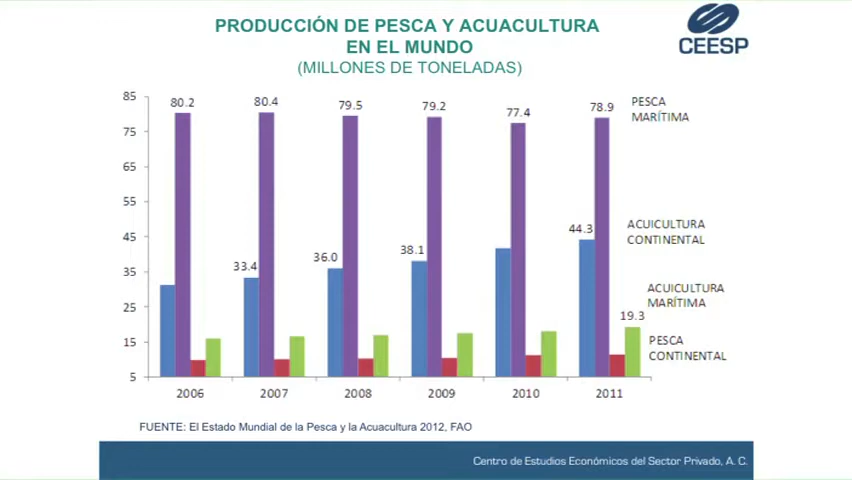 PRODUCCIÓN DE PESCA Y ACUACULTURA
EN EL MUNDO
(MILLONES DE TONELADAS)
CEESP
85
75
65
55
45
35
25
15
5
80.2
80.4
79.5
79.2
77.4
78.9
33.4
36.0
38.1
44.3
19.3
PESCA
MARÍTIMA
ACUICULTURA
CONTINENTAL
ACUICULTURA
MARÍTIMA
PESCA
CONTINENTAL
2006
2007
2008
2009
2010
2011
FUENTE: El Estado Mundial de la Pesca y la Acuacultura 2012, FAO
Centro de Estudios Económicos del Sector Privado, A. C.